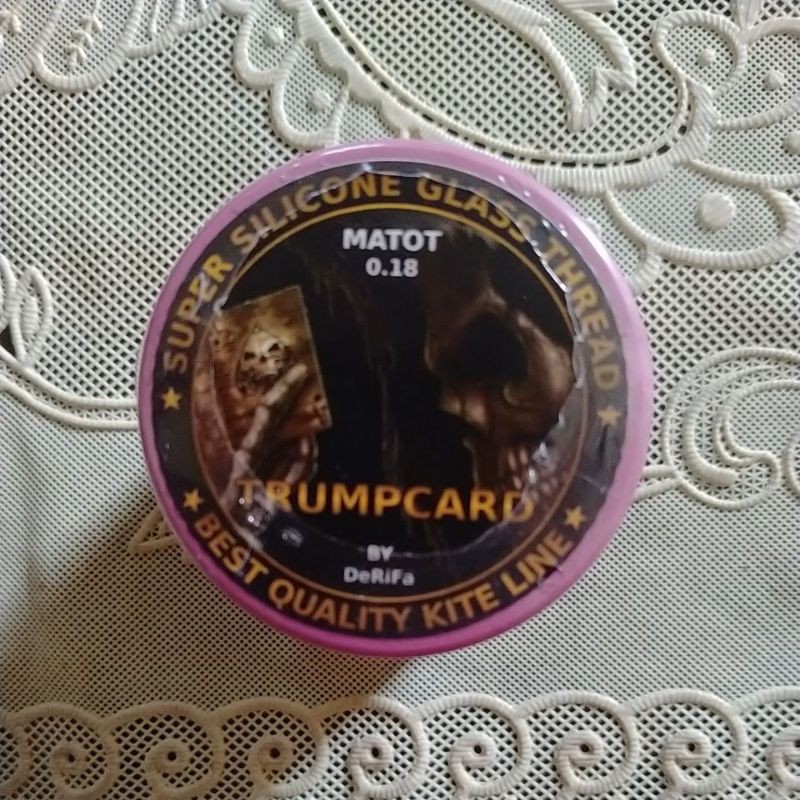 SUPER SILICONE GLASS THREAD
MATOT
0.18
TRUMPCARD
BY
DeRiFa
BEST QUALITY KITE LINE